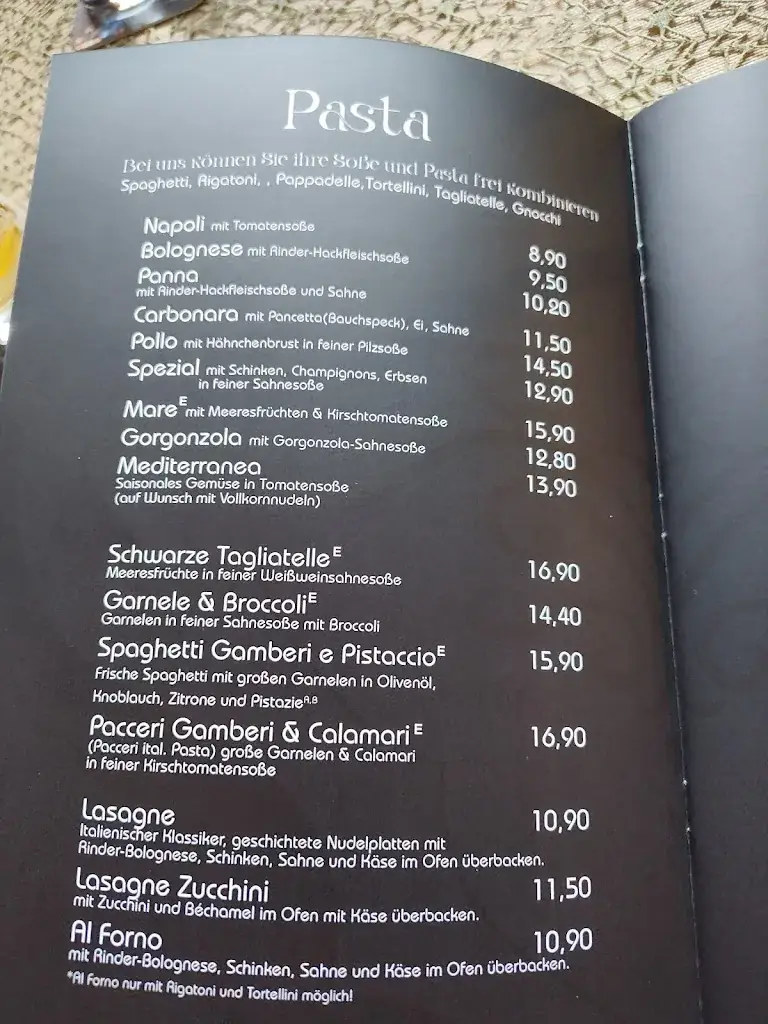 Pasta
Bei uns können Sie ihre Soße und Pasta frei kombinieren
Spaghetti, Rigatoni, , Pappadelle,Tortellini, Tagliatelle, Gnocchi
Napoli mit Tomatensoße 8,90
Bolognese mit Rinder-Hackfleischsoße 9,50
Panna 10,20
mit Rinder-Hackfleischsoße und Sahne
Carbonara mit Pancetta(Bauchspeck), Ei, Sahne 11,50
Pollo mit Hähnchenbrust in feiner Pilzsoße 14,50
Spezial mit Schinken, Champignons, Erbsen 12,90
in feiner Sahnesoße
Mare ᴱmit Meeresfrüchten & Kirschtomatensoße 15,90
Gorgonzola mit Gorgonzola-Sahnesoße 12,80
Mediterranea 13,90
Saisonales Gemüse in Tomatensoße
(auf Wunsch mit Vollkornnudeln)
Schwarze Tagliatelleᴱ 16,90
Meeresfrüchte in feiner Weißweinsahnesoße
Garnele & Broccoliᴱ 14,40
Garnelen in feiner Sahnesoße mit Broccoli
Spaghetti Gamberi e Pistaccioᴱ 15,90
Frische Spaghetti mit großen Garnelen in Olivenöl,
Knoblauch, Zitrone und Pistazieᴬ·ᴮ
Pacceri Gamberi & Calamariᴱ 16,90
(Pacceri ital. Pasta) große Garnelen & Calamari
in feiner Kirschtomatensoße
Lasagne 10,90
Italienischer Klassiker, geschichtete Nudelplatten mit
Rinder-Bolognese, Schinken, Sahne und Käse im Ofen überbacken.
Lasagne Zucchini 11,50
mit Zucchini und Béchamel im Ofen mit Käse überbacken.
Al Forno 10,90
mit Rinder-Bolognese, Schinken, Sahne und Käse im Ofen überbacken.
*Al Forno nur mit Rigatoni und Tortellini möglich!